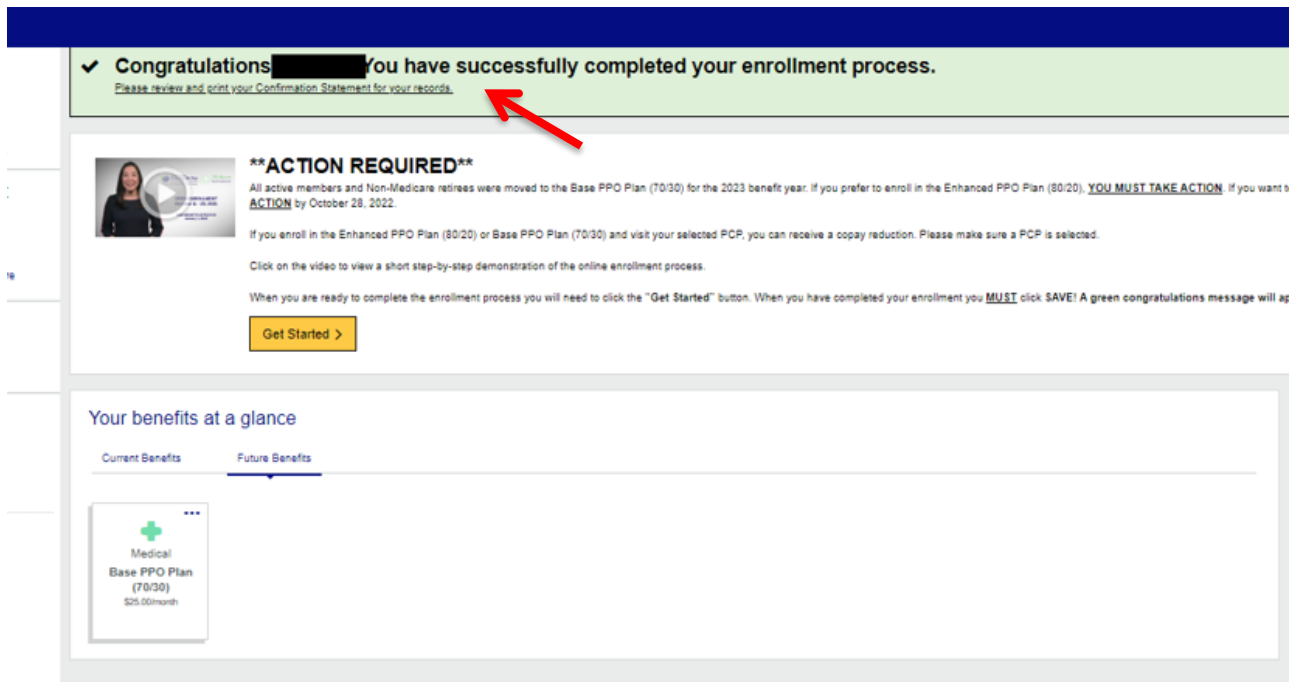 Congratulations You have successfully completed your enrollment process.
Please review and print your Confirmation Statement for your records.
**ACTION REQUIRED**
All active members and Non-Medicare retirees were moved to the Base PPO Plan (70/30) for the 2023 benefit year. If you prefer to enroll in the Enhanced PPO Plan (80/20), YOU MUST TAKE ACTION. If you want
ACTION by October 28, 2022.
If you enroll in the Enhanced PPO Plan (80/20) or Base PPO Plan (70/30) and visit your selected PCP, you can receive a copay reduction. Please make sure a PCP is selected.
Click on the video to view a short step-by-step demonstration of the online enrollment process.
When you are ready to complete the enrollment process you will need to click the "Get Started" button. When you have completed your enrollment you MUST click SAVE! A green congratulations message will
Get Started >
Your benefits at a glance
Current Benefits Future Benefits
Medical
Base PPO Plan
(70/30)
$25.00/month